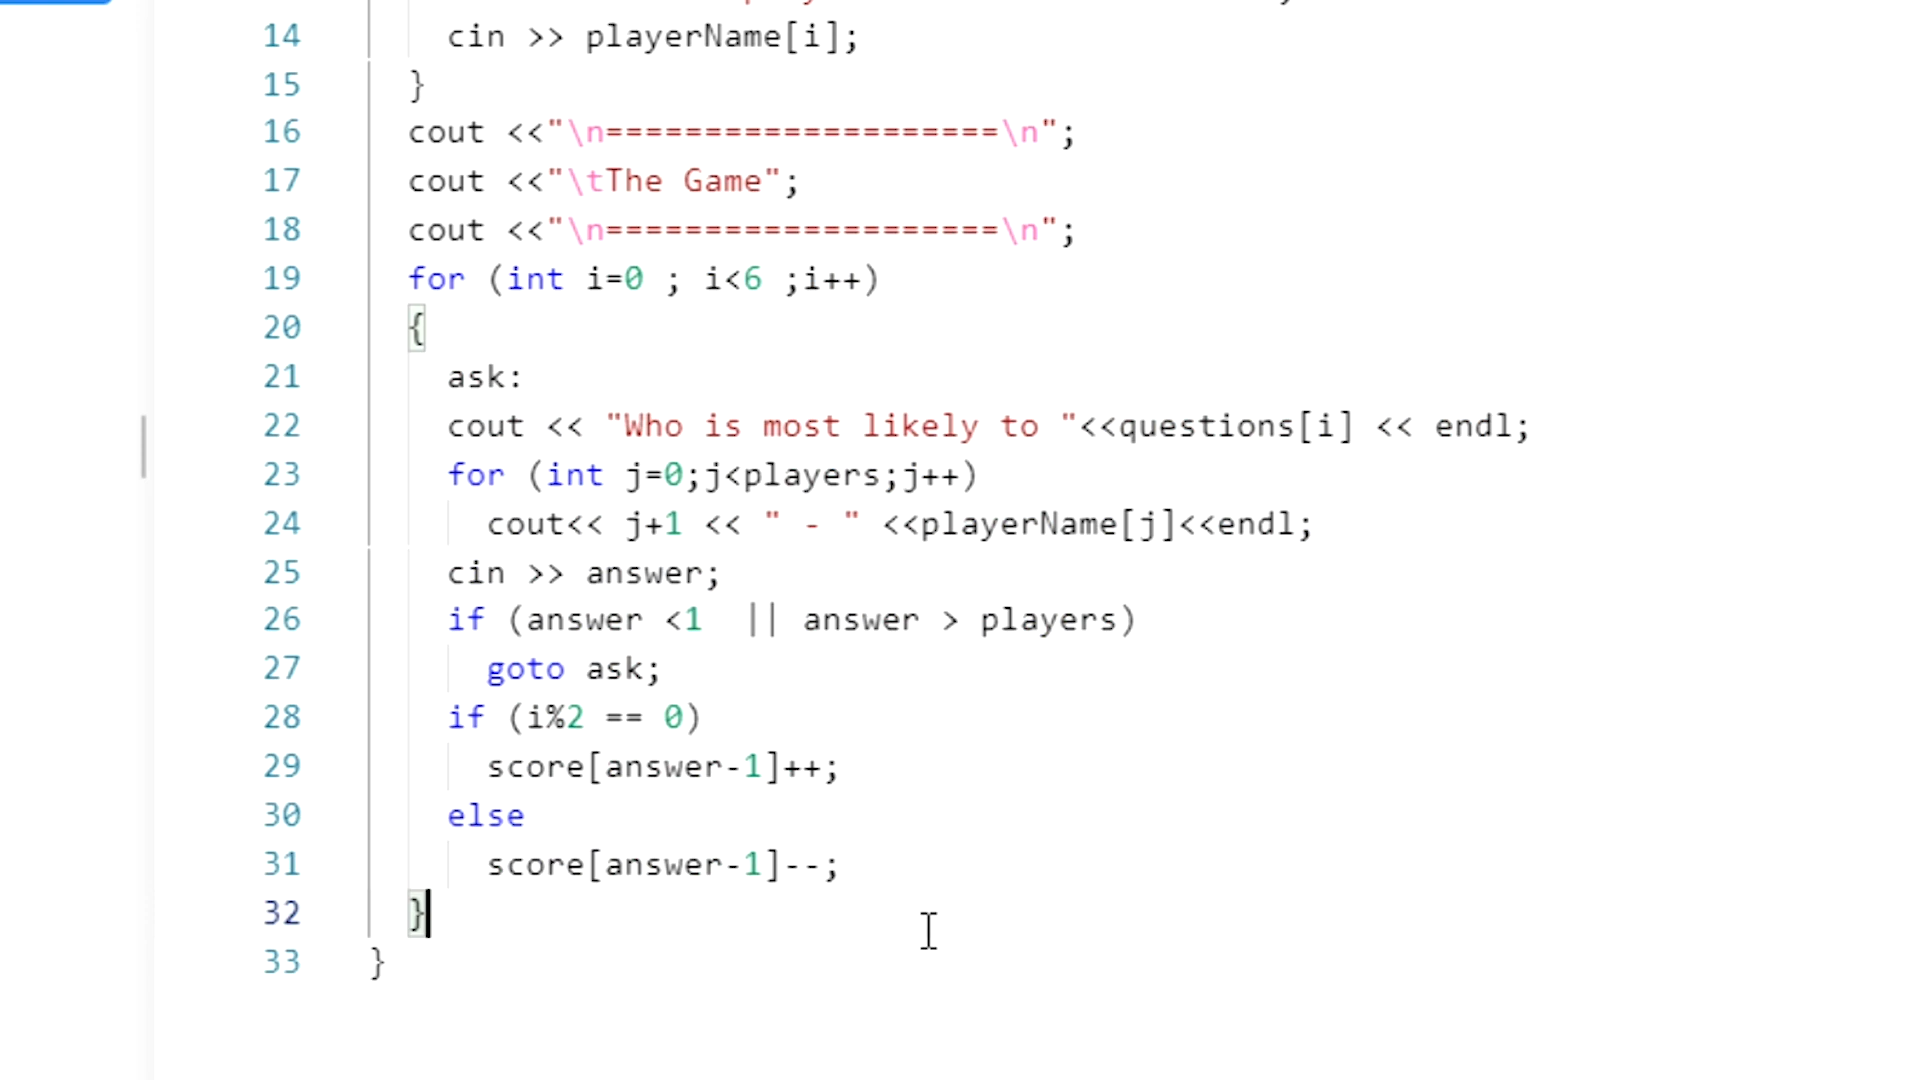 14 cin >> playerName[i];
15 }
16 cout <<"\n====================\n";
17 cout <<"\tThe Game";
18 cout <<"\n====================\n";
19 for (int i=0 ; i<6 ;i++)
20 {
21 ask:
22 cout << "Who is most likely to "<<questions[i] << endl;
23 for (int j=0;j<players;j++)
24 cout<< j+1 << " - " <<playerName[j]<<endl;
25 cin >> answer;
26 if (answer <1  || answer > players)
27 goto ask;
28 if (i%2 == 0)
29 score[answer-1]++;
30 else
31 score[answer-1]--;
32 }
33 }